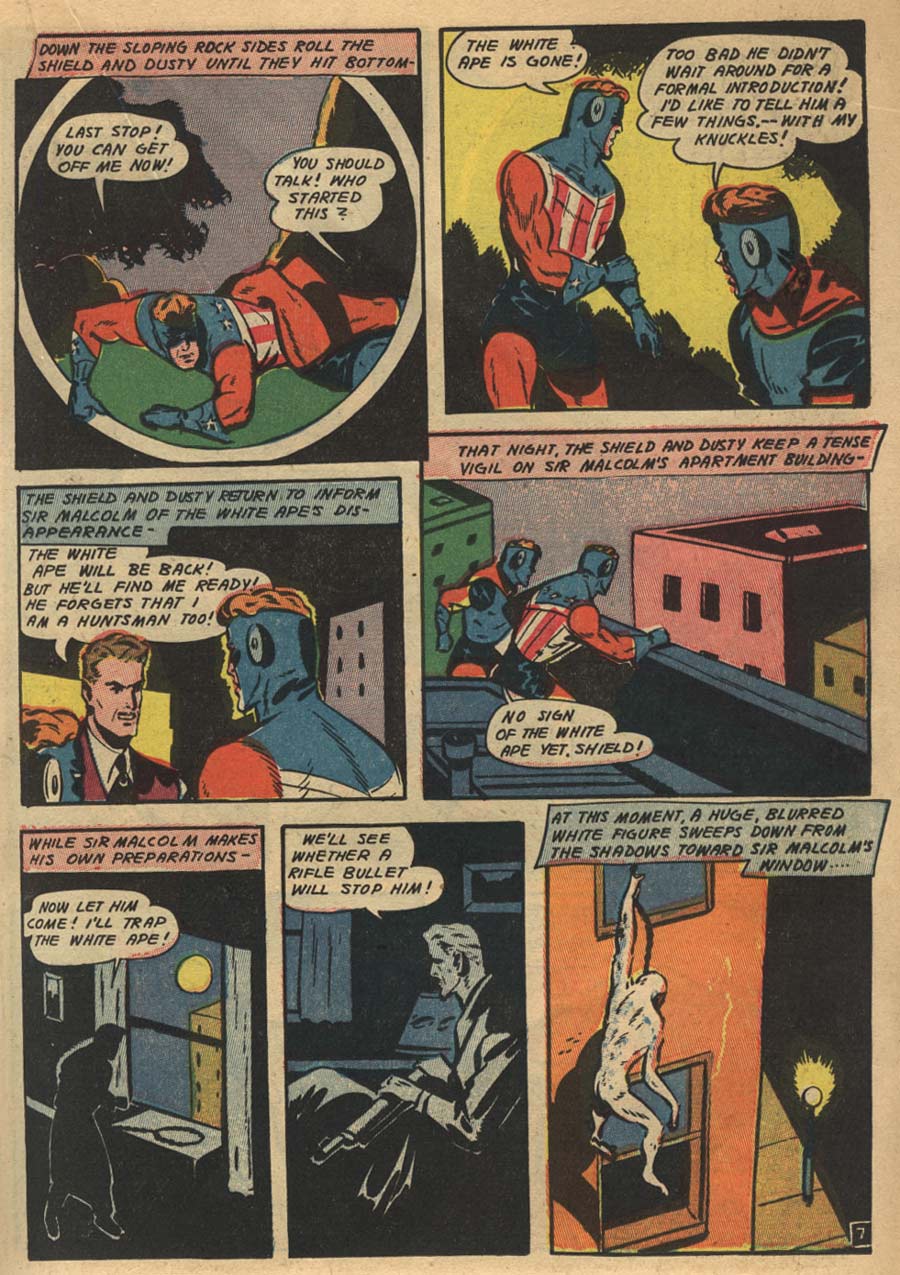 DOWN THE SLOPING ROCK SIDES ROLL THE
SHIELD AND DUSTY UNTIL THEY HIT BOTTOM-
LAST STOP!
YOU CAN GET
OFF ME NOW!
YOU SHOULD
TALK! WHO
STARTED
THIS?
THE WHITE
APE IS GONE!
TOO BAD HE DIDN'T
WAIT AROUND FOR A
FORMAL INTRODUCTION!
I'D LIKE TO TELL HIM A
FEW THINGS,--WITH MY
KNUCKLES!
THE SHIELD AND DUSTY RETURN TO INFORM
SIR MALCOLM OF THE WHITE APE'S DIS-
APPEARANCE-
THE WHITE
APE WILL BE BACK!
BUT HE'LL FIND ME READY!
HE FORGETS THAT I
AM A HUNTSMAN TOO!
THAT NIGHT, THE SHIELD AND DUSTY KEEP A TENSE
VIGIL ON SIR MALCOLM'S APARTMENT BUILDING-
NO SIGN
OF THE WHITE
APE YET, SHIELD!
WHILE SIR MALCOLM MAKES
HIS OWN PREPARATIONS-
NOW LET HIM
COME! I'LL TRAP
THE WHITE APE!
WE'LL SEE
WHETHER A
RIFLE BULLET
WILL STOP HIM!
AT THIS MOMENT, A HUGE, BLURRED
WHITE FIGURE SWEEPS DOWN FROM
THE SHADOWS TOWARD SIR MALCOLM'S
WINDOW....
7